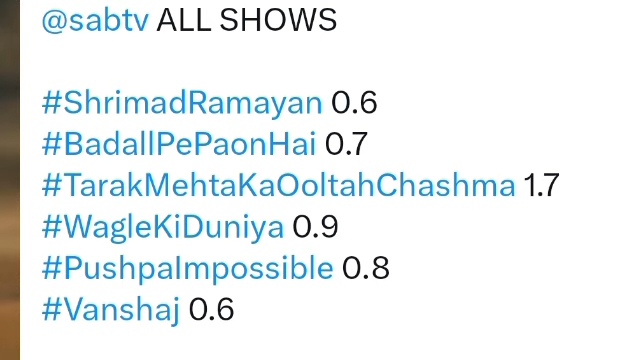 @sabtv ALL SHOWS
#ShrimadRamayan 0.6
#BadallPePaonHai 0.7
#TarakMehtaKaOoltahChashma 1.7
#WagleKiDuniya 0.9
#PushpaImpossible 0.8
#Vanshaj 0.6